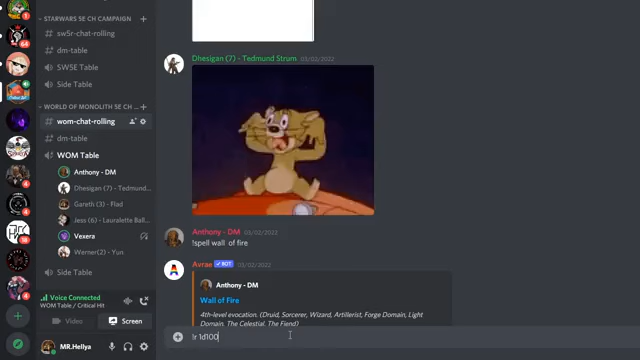 STARWARS 5E CH CAMPAIGN
sw5r-chat-rolling
dm-table
SW5E Table
Side Table
WORLD OF MONOLITH 5E CH ...
wom-chat-rolling
dm-table
WOM Table
Anthony - DM
Dhesigan (7) - Tedmund...
Gareth (3) - Flad
Jess (6) - Lauralette Ball...
Vexera
Werner(2) - Yun
Side Table
Voice Connected
WOM Table / Critical Hit
Video
Screen
MR.Hellya
Dhesigan (7) - Tedmund Strum 03/02/2022
Anthony - DM 03/02/2022
!spell wall of fire
Avrae BOT 03/02/2022
Anthony - DM
Wall of Fire
4th-level evocation. (Druid, Sorcerer, Wizard, Artillerist, Forge Domain, Light
Domain, The Celestial, The Fiend)
!r 1d100